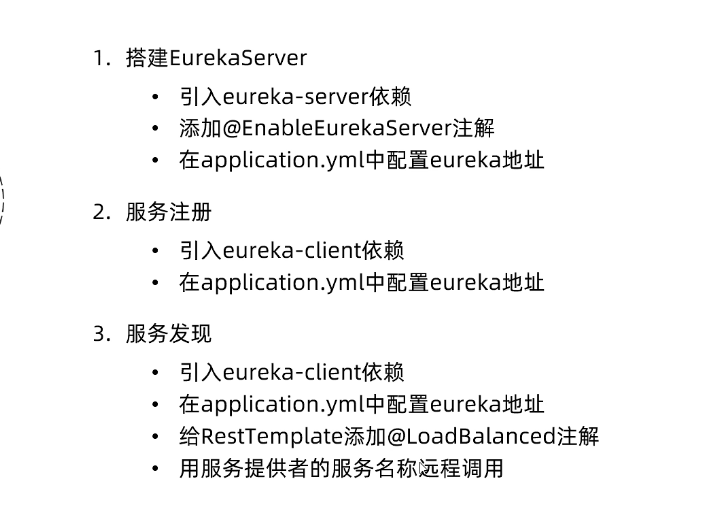 1. 搭建EurekaServer
• 引入eureka-server依赖
• 添加@EnableEurekaServer注解
• 在application.yml中配置eureka地址
2. 服务注册
• 引入eureka-client依赖
• 在application.yml中配置eureka地址
3. 服务发现
• 引入eureka-client依赖
• 在application.yml中配置eureka地址
• 给RestTemplate添加@LoadBalanced注解
• 用服务提供者的服务名称远程调用